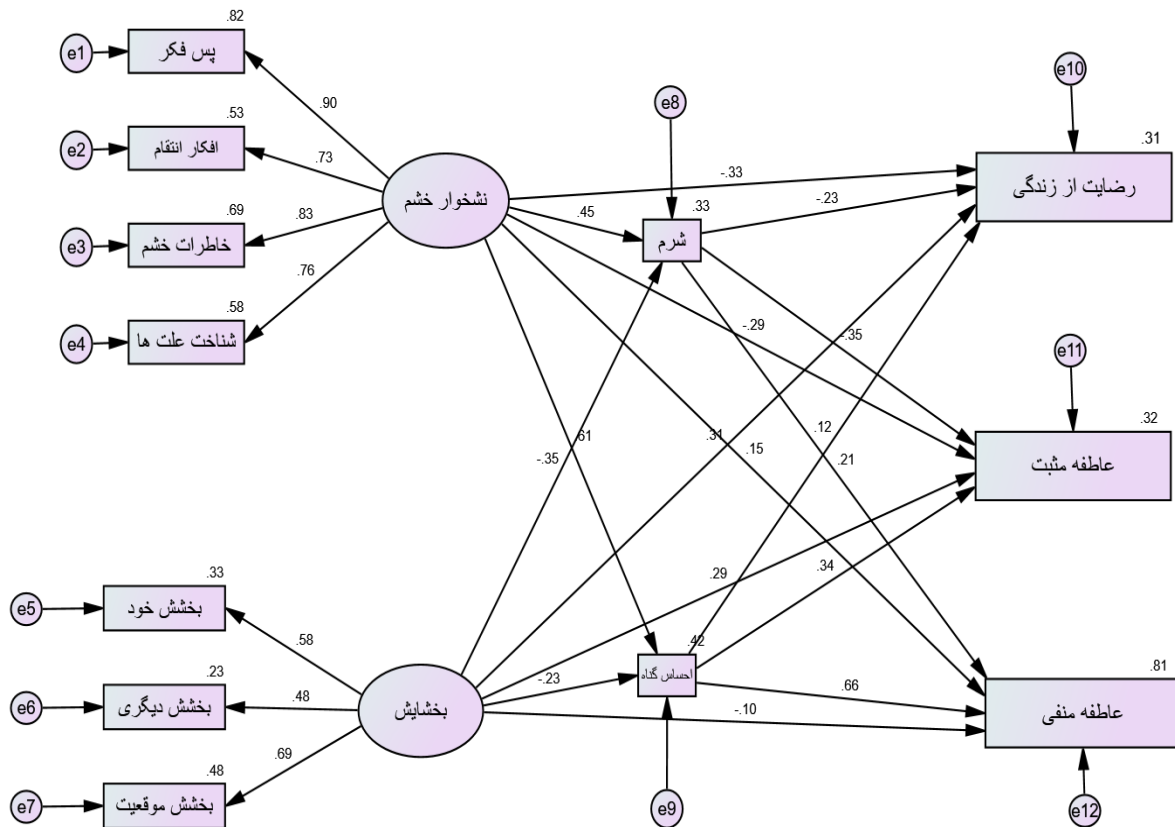 .82
e1
پس فکر
.90
.53
e2
افکار انتقام
.73
.69
e3
خاطرات خشم
.83
.58
e4
شناخت علت ها
.76
نشخوار خشم
e8
.33
شرم
.45
-.33
-.23
e10
.31
رضایت از زندگی
-.29
-.35
e11
.32
عاطفه مثبت
-.35
.61
.31
.15
.12
.21
.33
e5
بخشش خود
.58
.23
e6
بخشش دیگری
.48
.48
e7
بخشش موقعیت
.69
بخشایش
.29
.34
.42
احساس گناه
-.23
e9
.66
-.10
.81
عاطفه منفی
e12